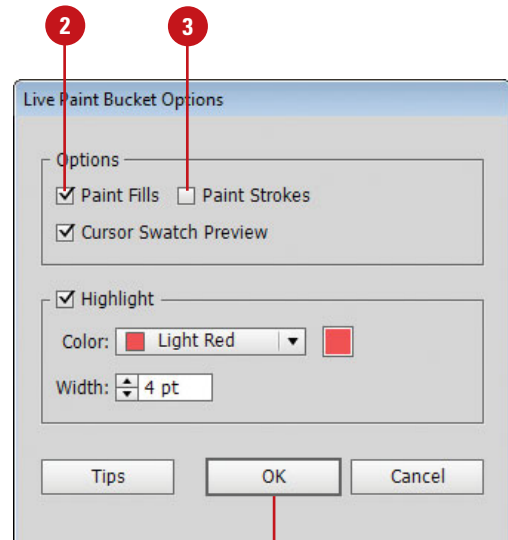 2 3
Live Paint Bucket Options
Options
Paint Fills Paint Strokes
Cursor Swatch Preview
Highlight
Color: Light Red
Width: 4 pt
Tips OK Cancel